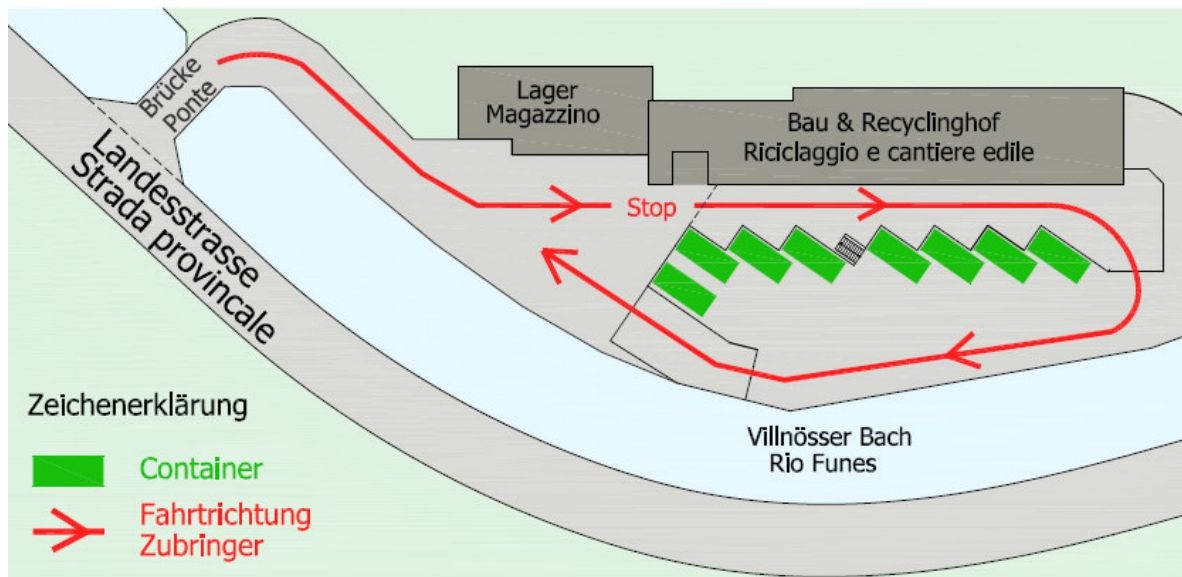 Brücke
Ponte
Landesstrasse
Strada provincale
Lager
Magazzino
Bau & Recyclinghof
Riciclaggio e cantiere edile
Stop
Villnösser Bach
Rio Funes
Zeichenerklärung
Container
Fahrtrichtung
Zubringer